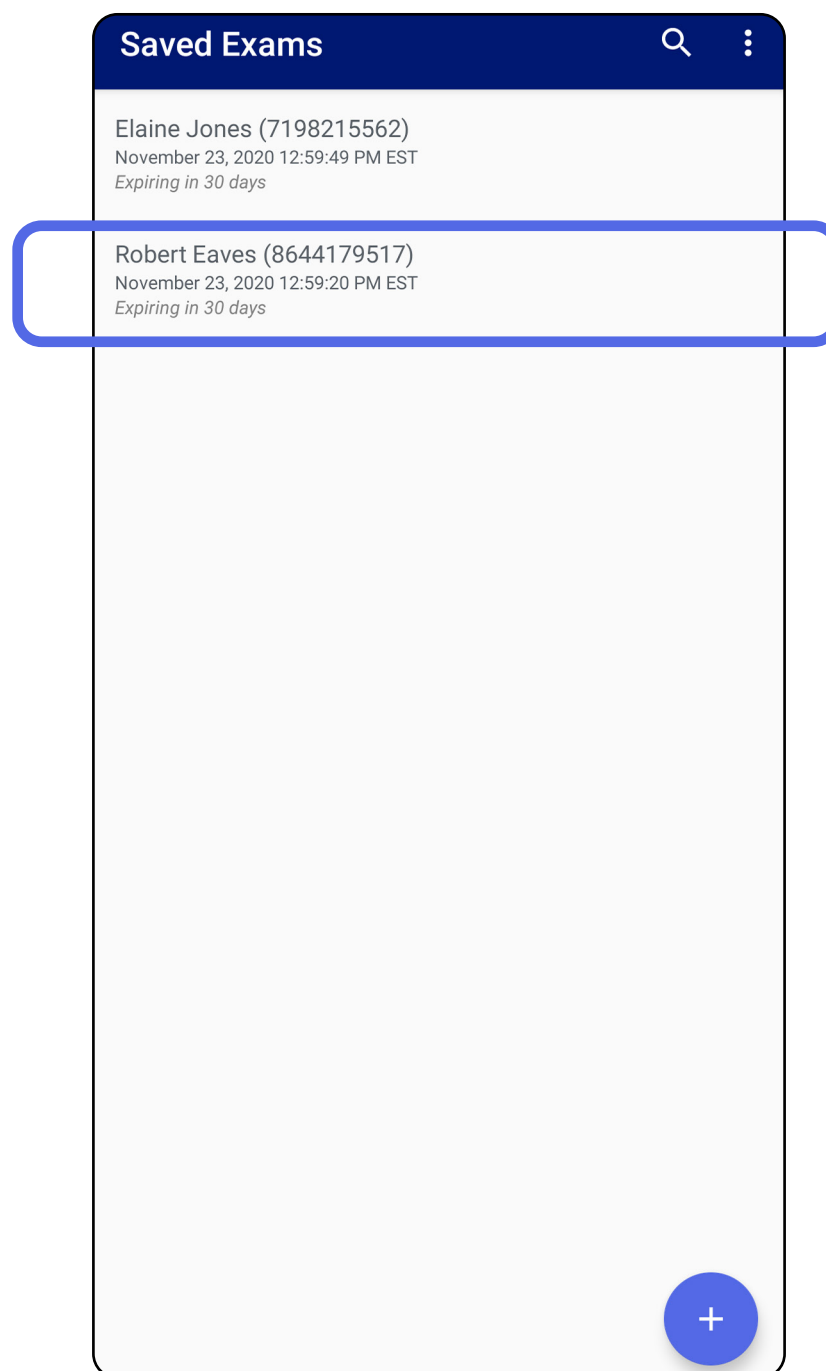 Saved Exams
Elaine Jones (7198215562)
November 23, 2020 12:59:49 PM EST
Expiring in 30 days
Robert Eaves (8644179517)
November 23, 2020 12:59:20 PM EST
Expiring in 30 days